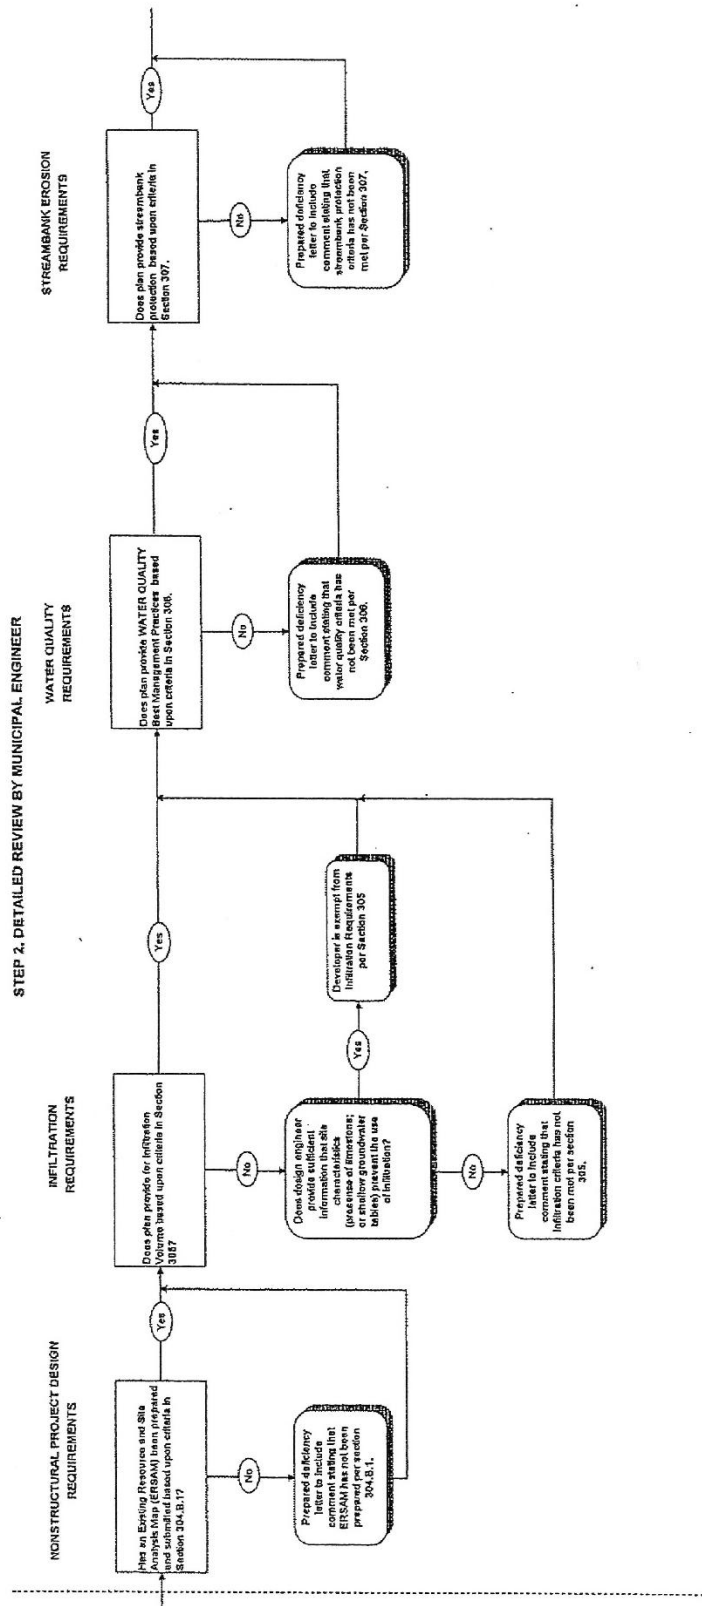 STEP 2. DETAILED REVIEW BY MUNICIPAL ENGINEER
NONSTRUCTURAL PROJECT DESIGN
REQUIREMENTS
Has an Existing Resource and Site
Analysis Map (ERSAM) been prepared
and submitted based upon criteria in
Section 304.B.1?
Yes
No
Prepared deficiency
letter to include
comment stating that
ERSAM has not been
prepared per section
304.B.1.
INFILTRATION
REQUIREMENTS
Does plan provide for Infiltration
Volume based upon criteria in Section
305?
Yes
No
Does design engineer
provide sufficient
information that site
characteristics
(presence of limestone;
or shallow groundwater
tables) prevent the use
of infiltration?
Yes
Developer is exempt from
Infiltration Requirements
per Section 305
No
Prepared deficiency
letter to include
comment stating that
Infiltration criteria has not
been met per section
305.
WATER QUALITY
REQUIREMENTS
Does plan provide WATER QUALITY
Best Management Practices based
upon criteria in Section 306.
Yes
No
Prepared deficiency
letter to include
comment stating that
water quality criteria has
not been met per
Section 306.
STREAMBANK EROSION
REQUIREMENTS
Does plan provide streambank
protection based upon criteria in
Section 307.
Yes
No
Prepared deficiency
letter to include
comment stating that
streambank protection
criteria has not been
met per Section 307.